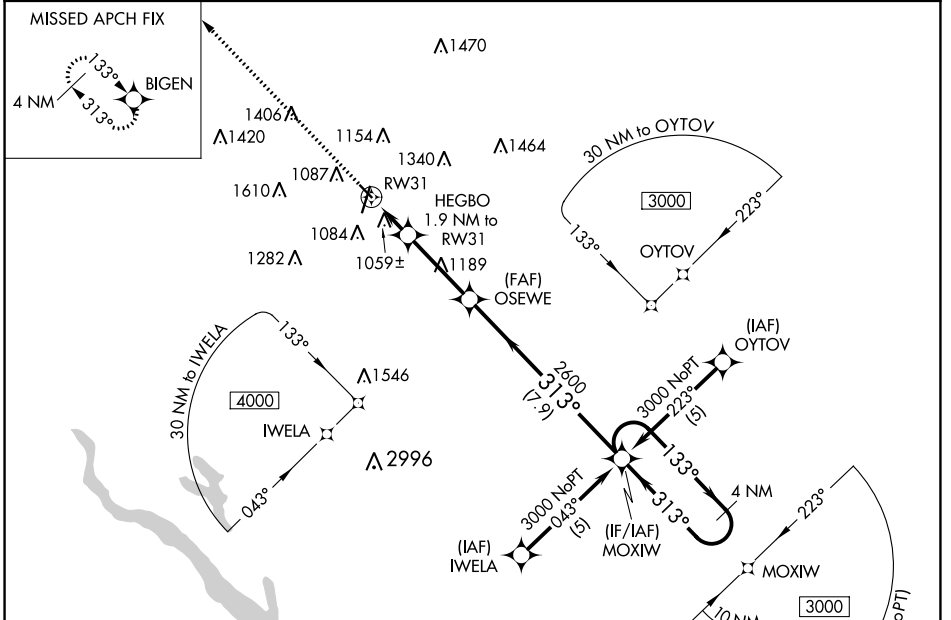 MISSED APCH FIX
133°
BIGEN
4 NM
313°
1470
1406
1420
1154
1464
1340
1087
RW31
1610
HEGBO
1.9 NM to
RW31
1084
1059±
1282
1189
(FAF)
OSEWE
30 NM to OYTOV
3000
223°
133°
OYTOV
(IAF)
OYTOV
30 NM to IWELA
133°
4000
IWELA
043°
1546
2996
2600
313°
(7.9)
3000 NoPT
223°
(5)
133°
4 NM
313°
3000 NoPT
043°
(5)
(IF/IAF)
MOXIW
(IAF)
IWELA
223°
MOXIW
3000
10 NM
oPT)